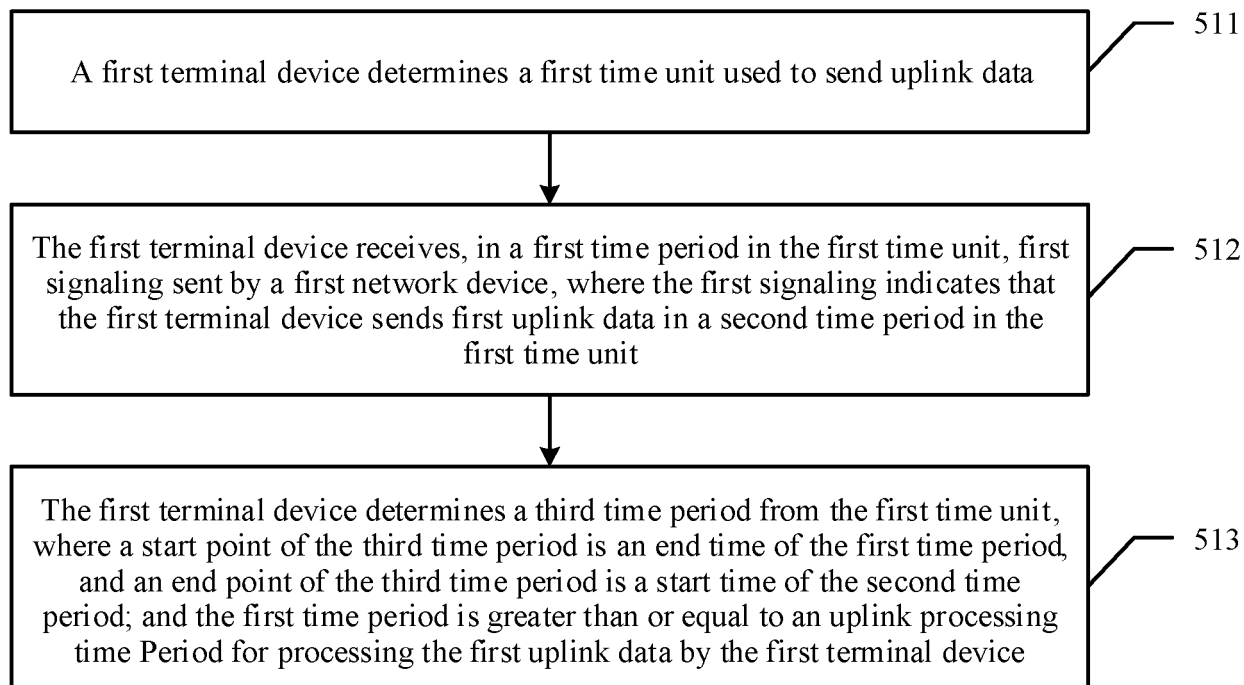 A first terminal device determines a first time unit used to send uplink data
511
The first terminal device receives, in a first time period in the first time unit, first
signaling sent by a first network device, where the first signaling indicates that
the first terminal device sends first uplink data in a second time period in the
first time unit
512
The first terminal device determines a third time period from the first time unit,
where a start point of the third time period is an end time of the first time period,
and an end point of the third time period is a start time of the second time
period; and the first time period is greater than or equal to an uplink processing
time Period for processing the first uplink data by the first terminal device
513